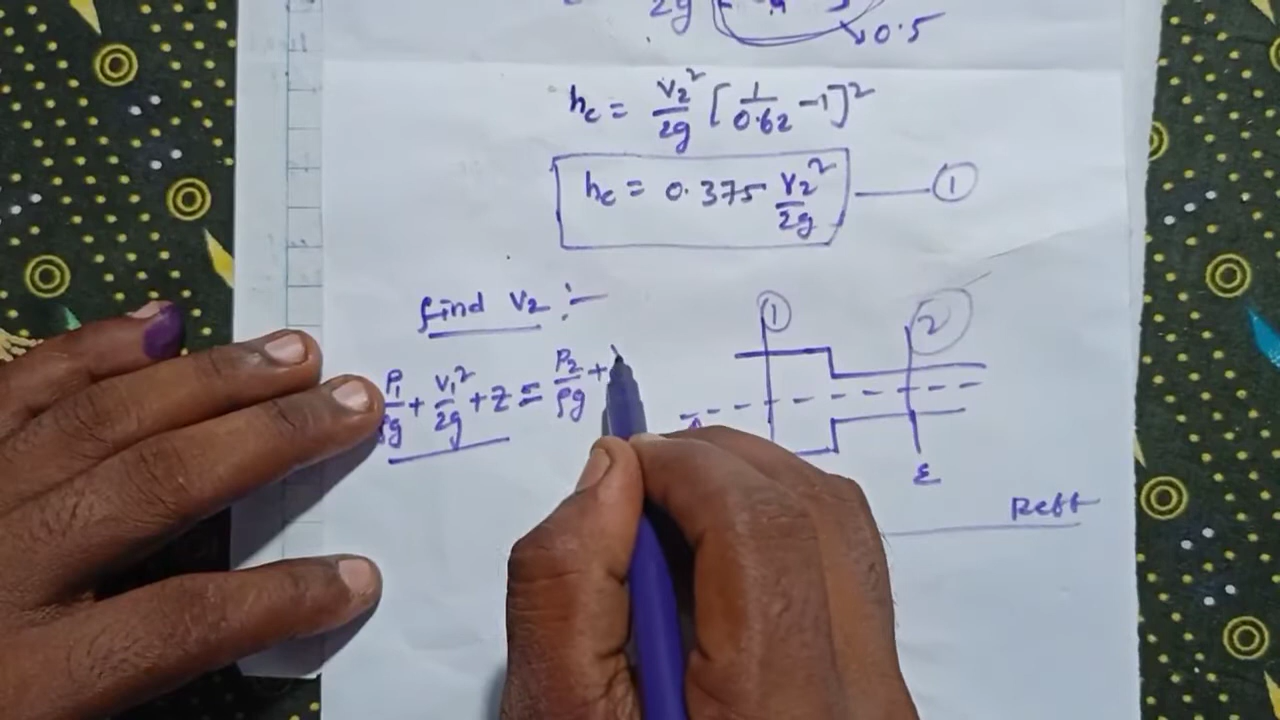 2g
0.5
hc = V2²/2g [1/0.62 - 1]²
hc = 0.375 V2²/2g ① 
find V2 :-
① ②
P1/ρg + V1²/2g + Z = P2/ρg +
ε